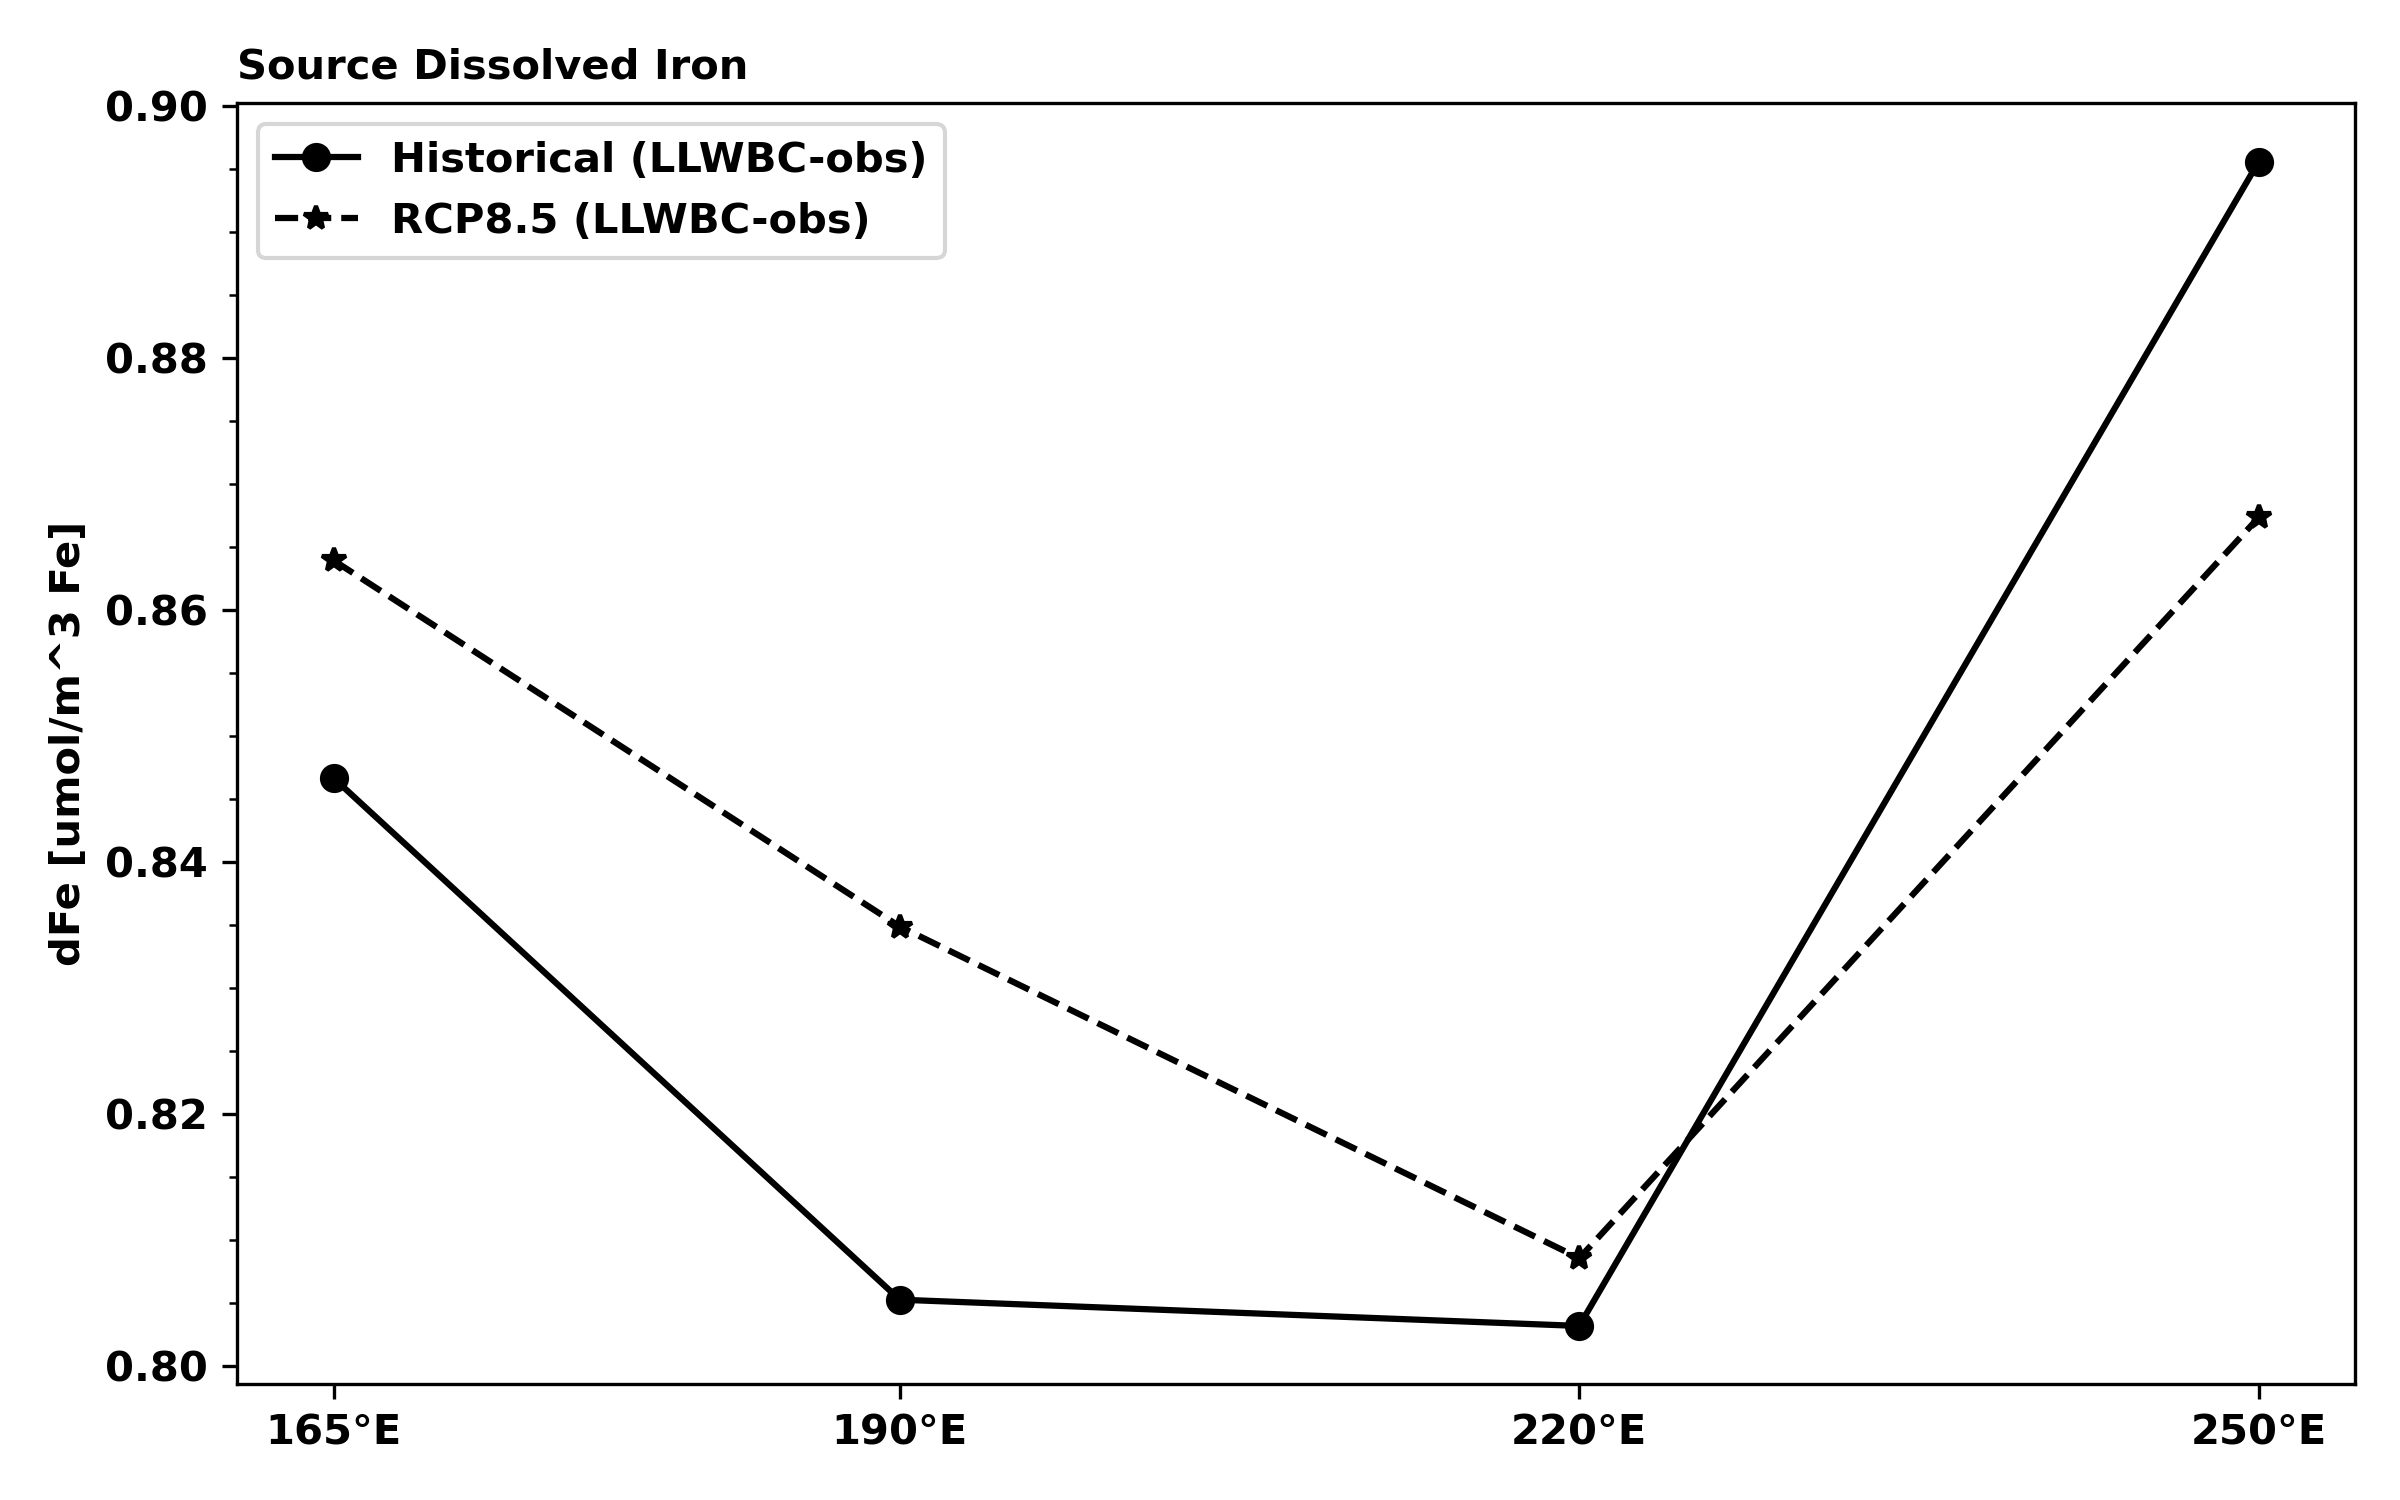 Source Dissolved Iron
Historical (LLWBC-obs)
RCP8.5 (LLWBC-obs)
dFe [umol/m^3 Fe]
0.90
0.88
0.86
0.84
0.82
0.80
165°E 190°E 220°E 250°E